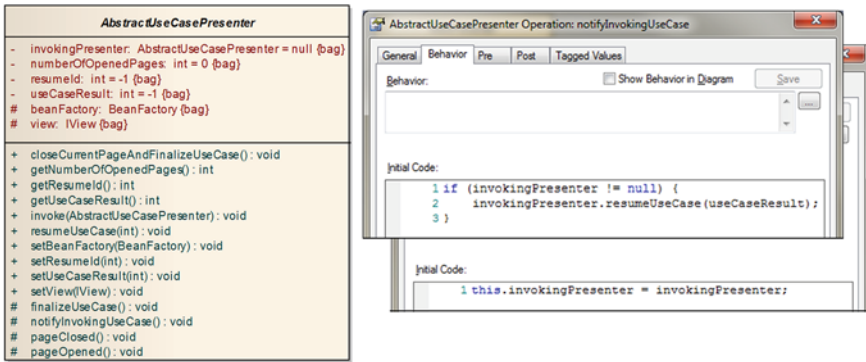 AbstractUseCasePresenter
- invokingPresenter: AbstractUseCasePresenter = null {bag}
- numberOfOpenedPages: int = 0 {bag}
- resumeId: int = -1 {bag}
- useCaseResult: int = -1 {bag}
# beanFactory: BeanFactory {bag}
# view: IView {bag}
+ closeCurrentPageAndFinalizeUseCase() : void
+ getNumberOfOpenedPages() : int
+ getResumeId() : int
+ getUseCaseResult() : int
+ invoke(AbstractUseCasePresenter) : void
+ resumeUseCase(int) : void
+ setBeanFactory(BeanFactory) : void
+ setResumeId(int) : void
+ setUseCaseResult(int) : void
+ setView(IView) : void
# finalizeUseCase() : void
# notifyInvokingUseCase() : void
# pageClosed() : void
# pageOpened() : void
AbstractUseCasePresenter Operation: notifyInvokingUseCase
General Behavior Pre Post Tagged Values
Behavior: Show Behavior in Diagram Save
...
Initial Code:
1 if (invokingPresenter != null) {
2 invokingPresenter.resumeUseCase(useCaseResult);
3 }
Initial Code:
1 this.invokingPresenter = invokingPresenter;